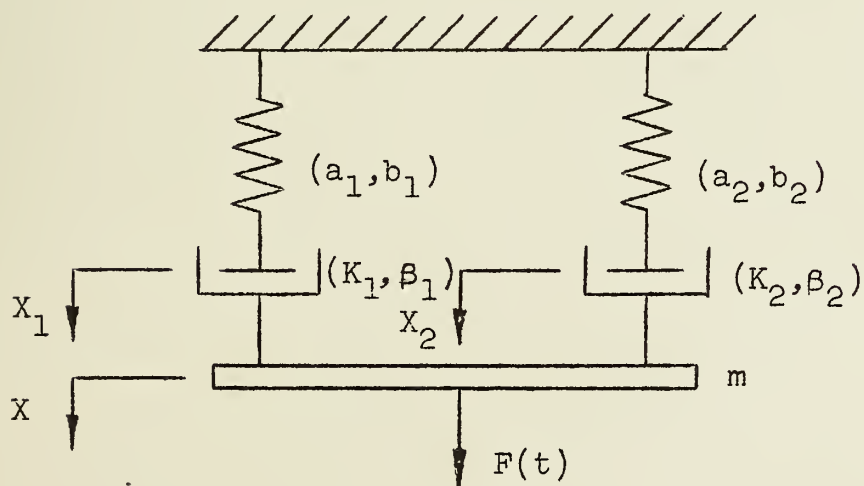 (a₁,b₁)
(a₂,b₂)
(K₁,β₁)
(K₂,β₂)
X₁
X₂
X
m
F(t)